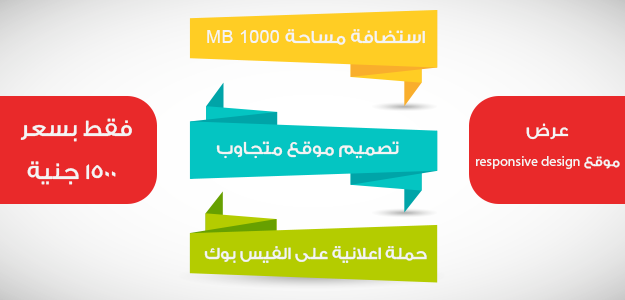 عرض
موقع responsive design
استضافة مساحة 1000 MB
تصميم موقع متجاوب
حملة اعلانية على الفيس بوك
فقط بسعر
١٥٠٠ جنية